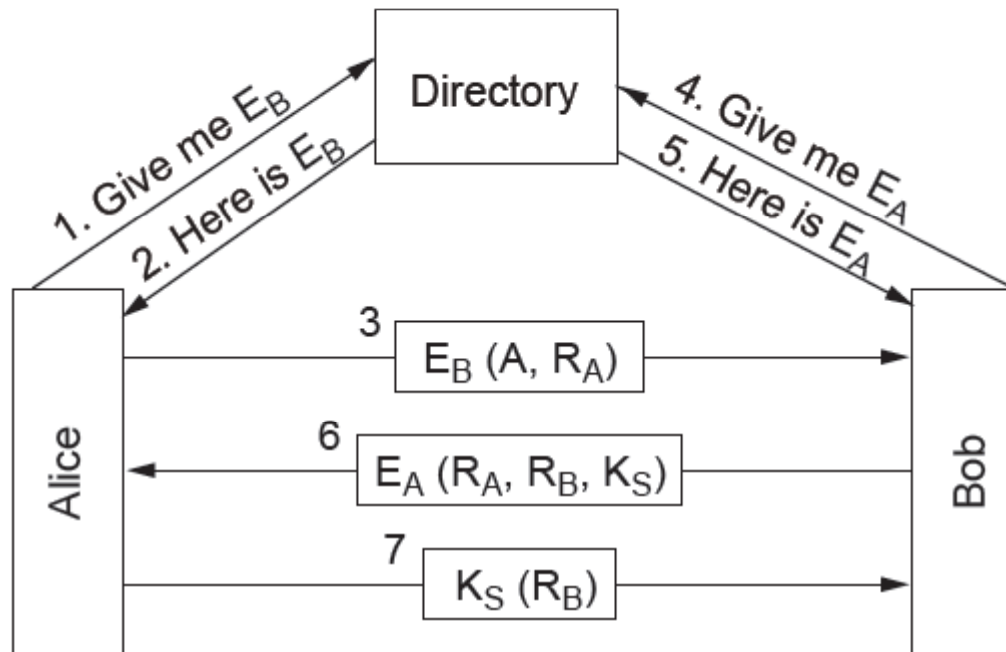 Directory
1. Give me E_B
2. Here is E_B
4. Give me E_A
5. Here is E_A
3
E_B (A, R_A)
6
E_A (R_A, R_B, K_S)
7
K_S (R_B)
Alice
Bob